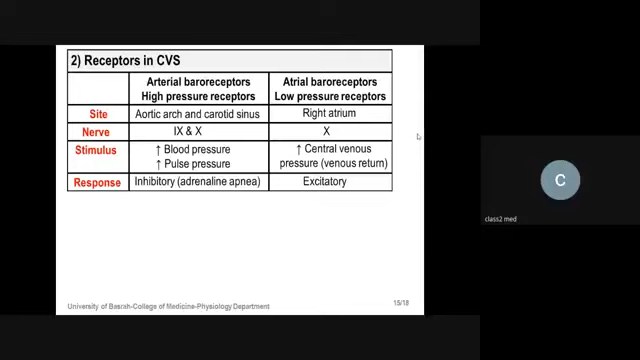 2) Receptors in CVS
Arterial baroreceptors
High pressure receptors
Atrial baroreceptors
Low pressure receptors
Site
Aortic arch and carotid sinus
Right atrium
Nerve
IX & X
X
Stimulus
↑ Blood pressure
↑ Pulse pressure
↑ Central venous
pressure (venous return)
Response
Inhibitory (adrenaline apnea)
Excitatory
University of Basrah-Collage of Medicine-Physiology Department
15/18
C
class2 med